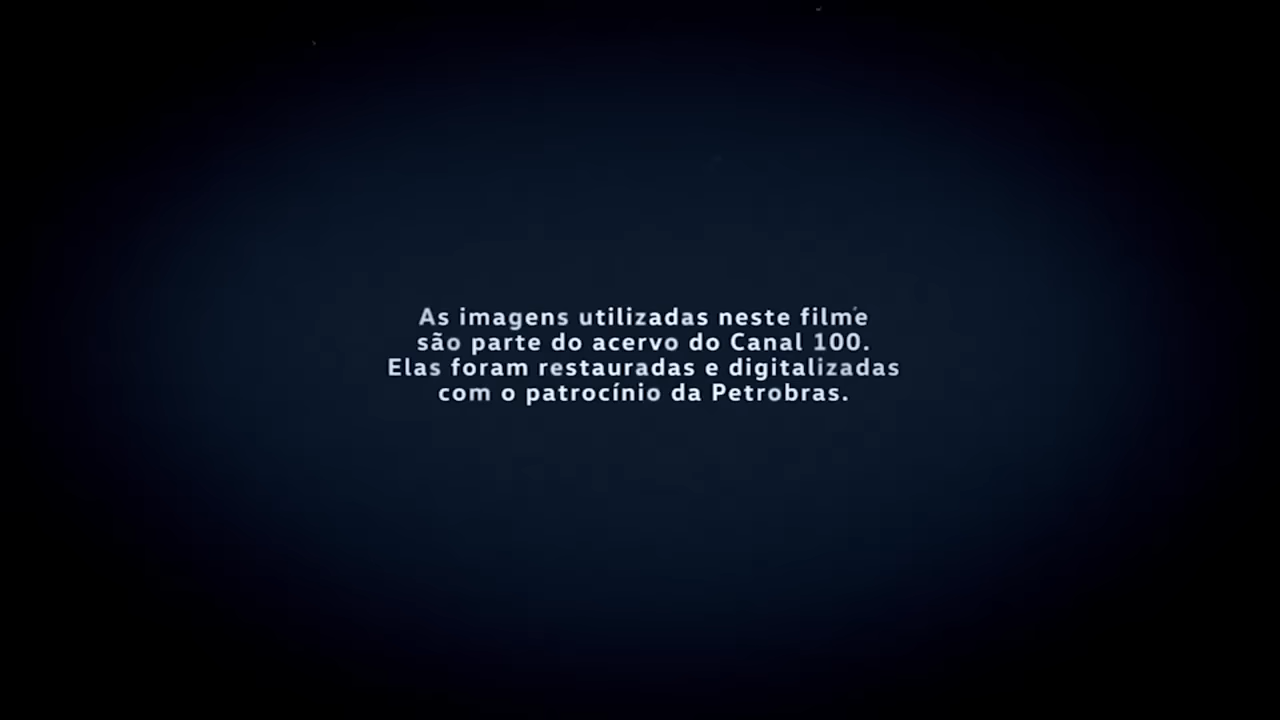 As imagens utilizadas neste filme
são parte do acervo do Canal 100.
Elas foram restauradas e digitalizadas
com o patrocínio da Petrobras.